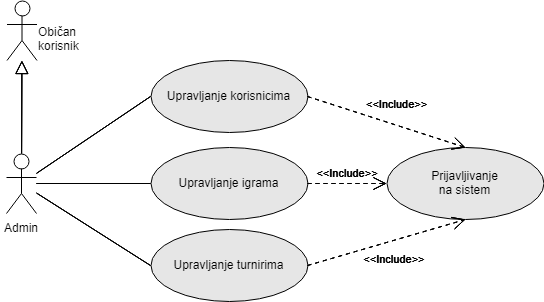 Običan
korisnik
Upravljanje korisnicima
<<Include>>
Upravljanje igrama
<<Include>>
Prijavljivanje
na sistem
Admin
Upravljanje turnirima
<<Include>>